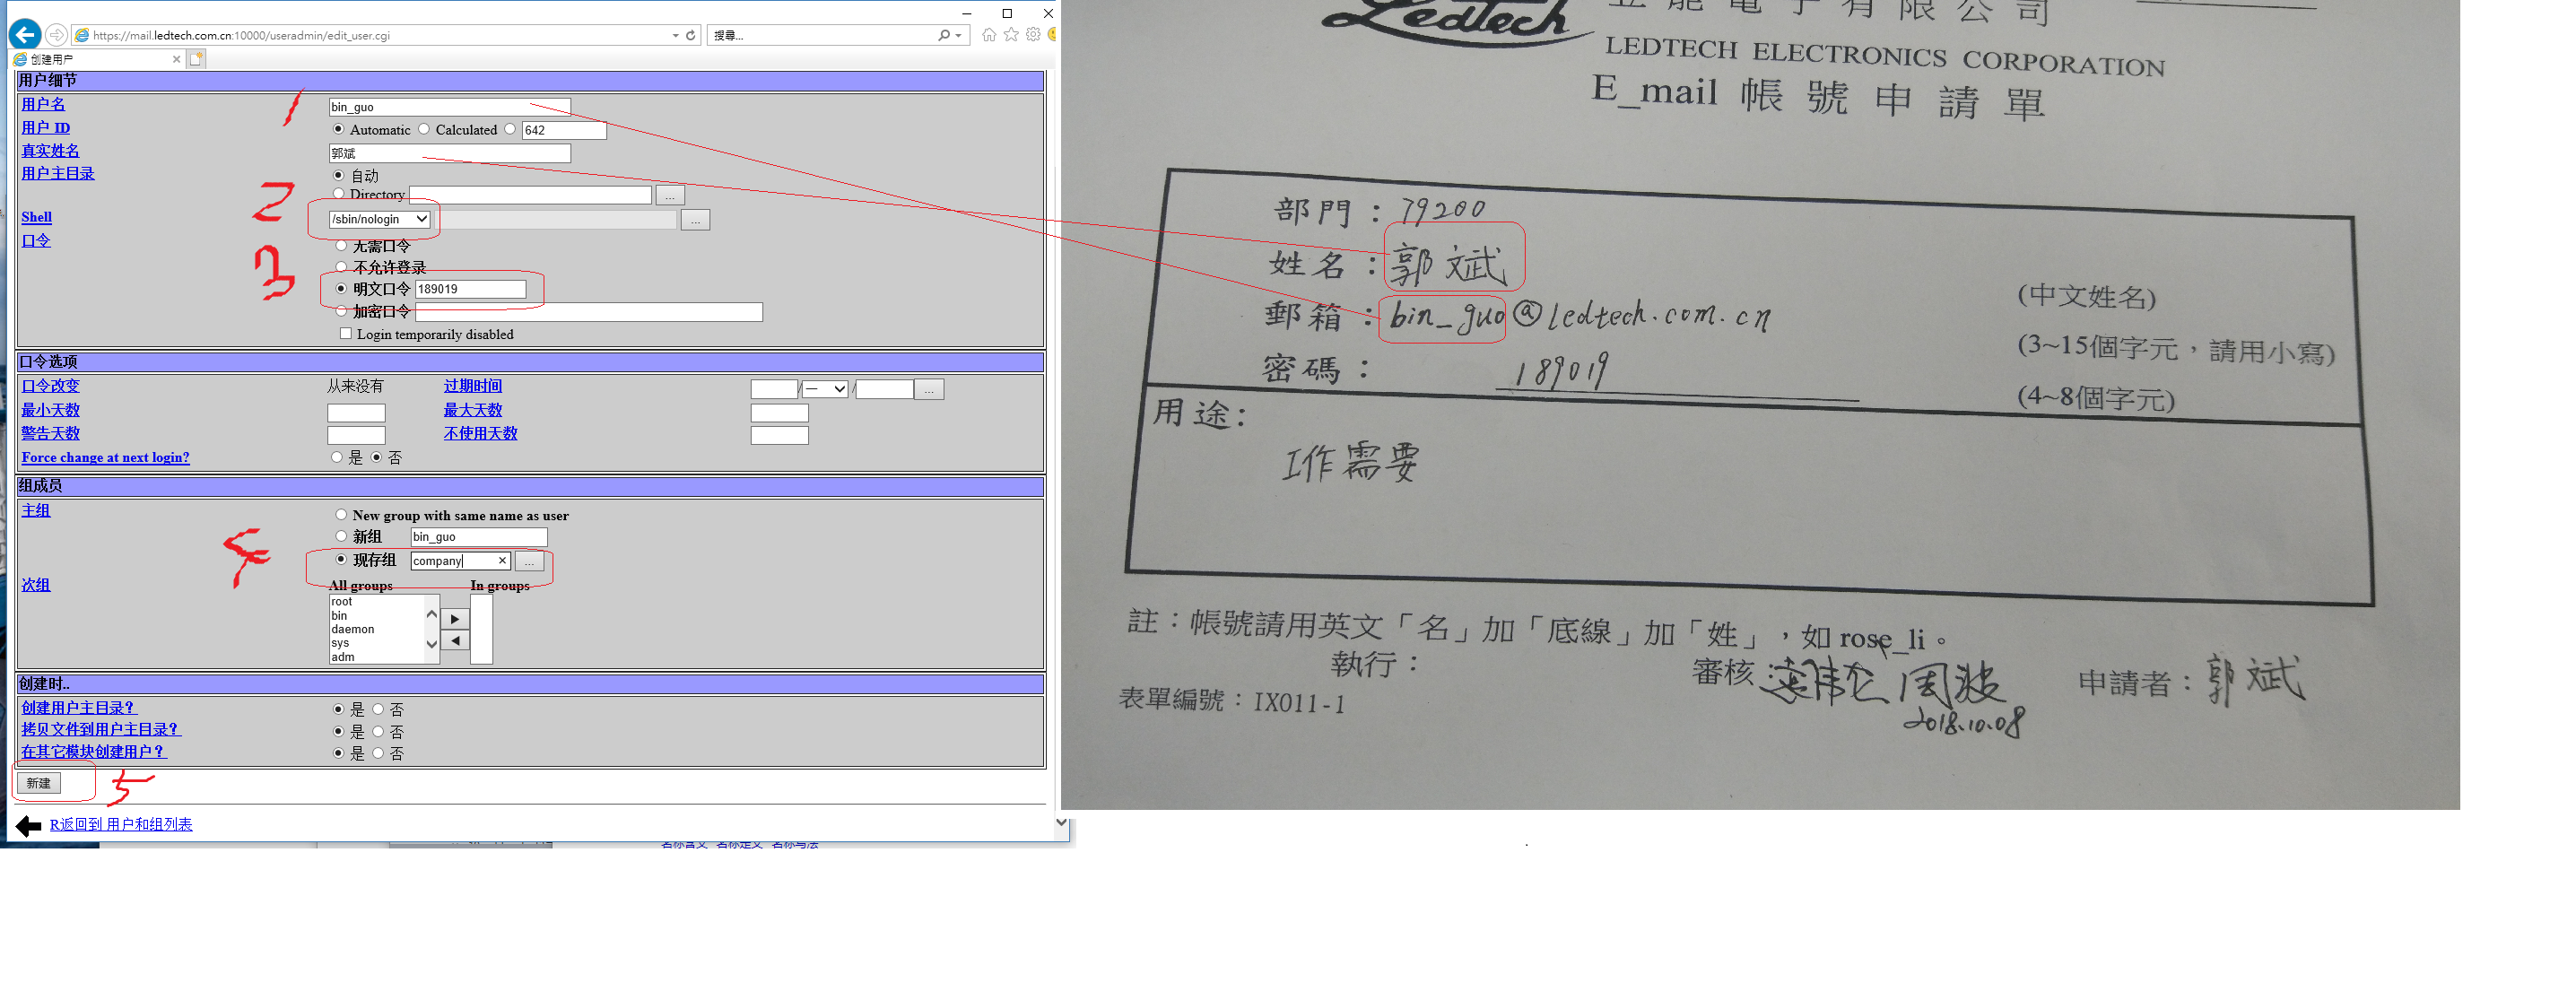 https://mail.ledtech.com.cn:10000/useradmin/edit_user.cgi
搜尋...
创建用户
用户细节
用户名 bin_guo
用户 ID Automatic Calculated 642
真实姓名 郭斌
用户主目录 自动
Directory ...
Shell /sbin/nologin ...
口令 无需口令
不允许登录
明文口令 189019
加密口令
Login temporarily disabled
口令选项
口令改变 从来没有 过期时间 / — / ...
最小天数 最大天数
警告天数 不使用天数
Force change at next login? 是 否
组成员
主组 New group with same name as user
新组 bin_guo
现存组 company ...
次组 All groups In groups
root
bin
daemon
sys
adm
创建时..
创建用户主目录? 是 否
拷贝文件到用户主目录? 是 否
在其它模块创建用户? 是 否
新建
R返回到 用户和组列表
1
2
3
4
5
Ledtech
電子有限公司
LEDTECH ELECTRONICS CORPORATION
E_mail 帳號申請單
部門：79200
姓名：郭斌 (中文姓名)
郵箱：bin_guo@ledtech.com.cn (3~15個字元，請用小寫)
密碼：189019 (4~8個字元)
用途:
工作需要
註：帳號請用英文「名」加「底線」加「姓」，如 rose_li。
執行： 審核： 周波 申請者：郭斌
2018.10.08
表單編號：IX011-1